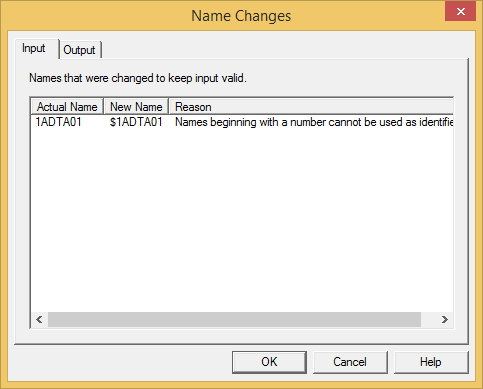 Name Changes
Input Output
Names that were changed to keep input valid.
Actual Name New Name Reason
1ADTA01 $1ADTA01 Names beginning with a number cannot be used as identifie
OK Cancel Help